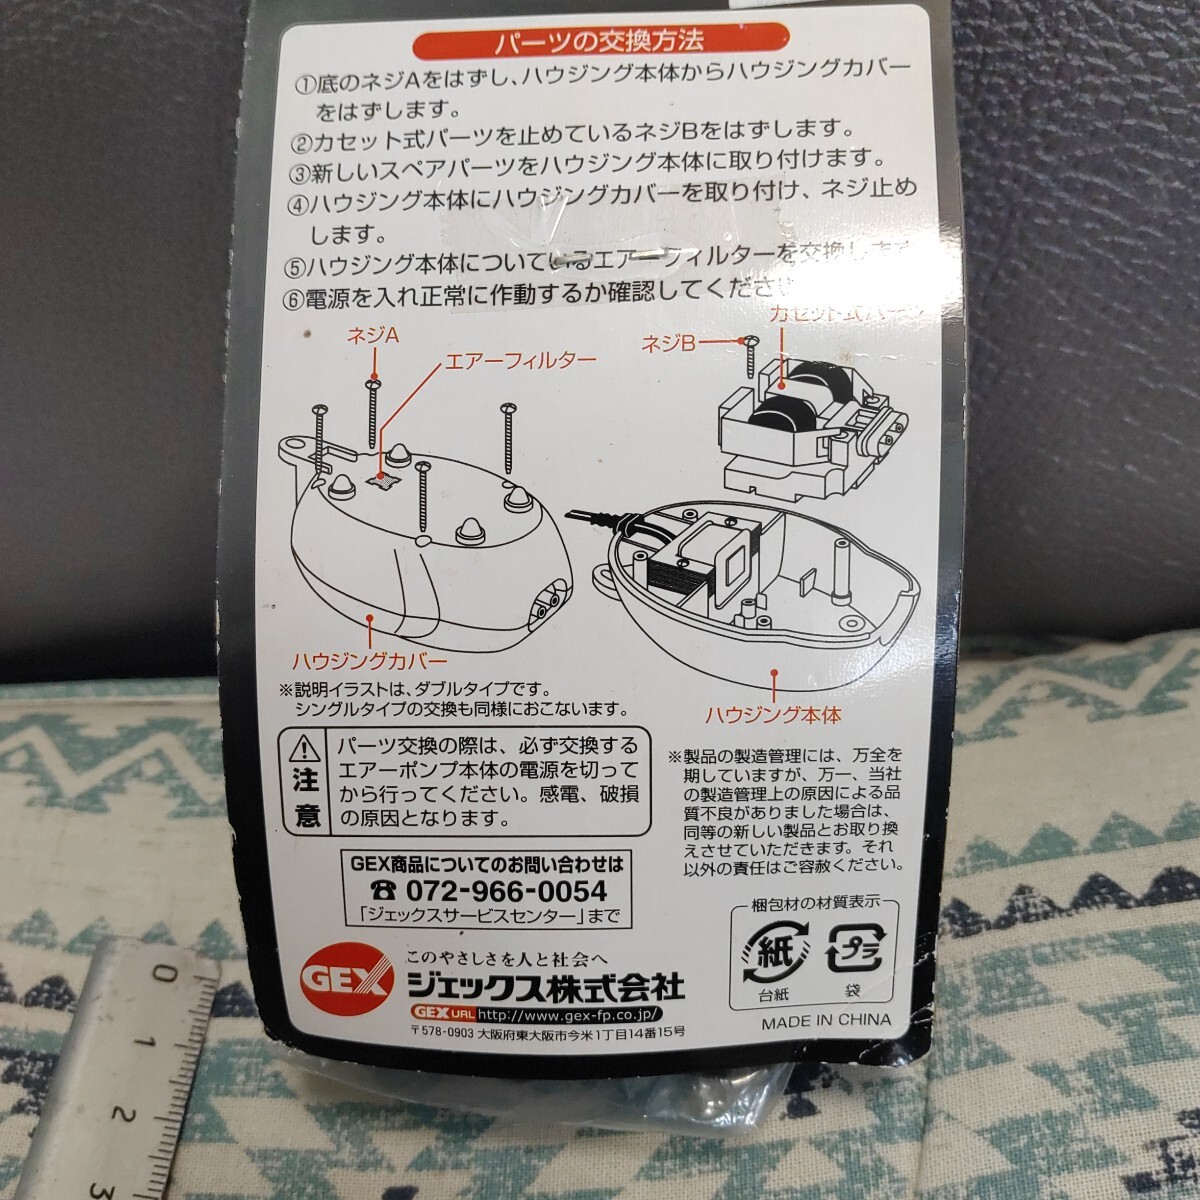 パーツの交換方法
①底のネジAをはずし、ハウジング本体からハウジングカバー
をはずします。
②カセット式パーツを止めているネジBをはずします。
③新しいスペアパーツをハウジング本体に取り付けます。
④ハウジング本体にハウジングカバーを取り付け、ネジ止め
します。
⑤ハウジング本体についているエアーフィルターを交換します
⑥電源を入れ正常に作動するか確認してくださ
ネジA
エアーフィルター
ネジB
カセット式パーツ
ハウジングカバー
ハウジング本体
※説明イラストは、ダブルタイプです。
シングルタイプの交換も同様におこないます。
注意
パーツ交換の際は、必ず交換する
エアーポンプ本体の電源を切って
から行ってください。感電、破損
の原因となります。
※製品の製造管理には、万全を
期していますが、万一、当社
の製造管理上の原因による品
質不良がありました場合は、
同等の新しい製品とお取り換
えさせていただきます。それ
以外の責任はご容赦ください。
GEX商品についてのお問い合わせは
☎ 072-966-0054
「ジェックスサービスセンター」まで
梱包材の材質表示
紙
プラ
台紙
袋
MADE IN CHINA
GEX
このやさしさを人と社会へ
ジェックス株式会社
GEX URL http://www.gex-fp.co.jp/
〒578-0903 大阪府東大阪市今米1丁目14番15号
0
1
2
3